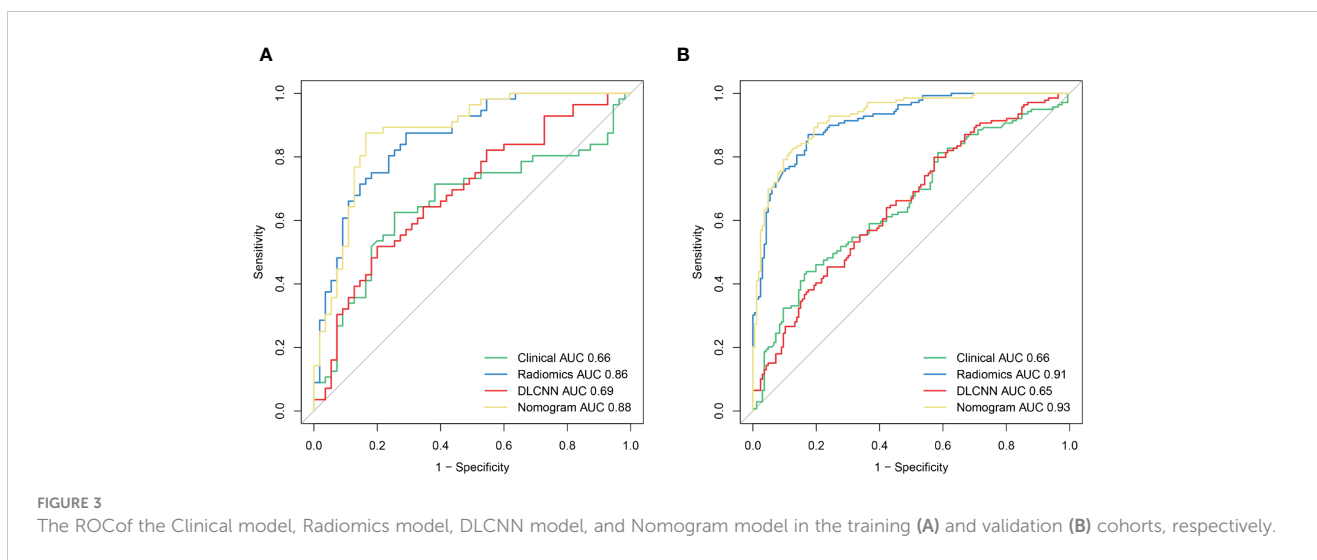 A
B
1.0
0.8
0.6
0.4
0.2
0.0
Sensitivity
Clinical AUC 0.66
Radiomics AUC 0.86
DLCNN AUC 0.69
Nomogram AUC 0.88
0.0 0.2 0.4 0.6 0.8 1.0
1 − Specificity
1.0
0.8
0.6
0.4
0.2
0.0
Sensitivity
Clinical AUC 0.66
Radiomics AUC 0.91
DLCNN AUC 0.65
Nomogram AUC 0.93
0.0 0.2 0.4 0.6 0.8 1.0
1 − Specificity
FIGURE 3
The ROCof the Clinical model, Radiomics model, DLCNN model, and Nomogram model in the training (A) and validation (B) cohorts, respectively.